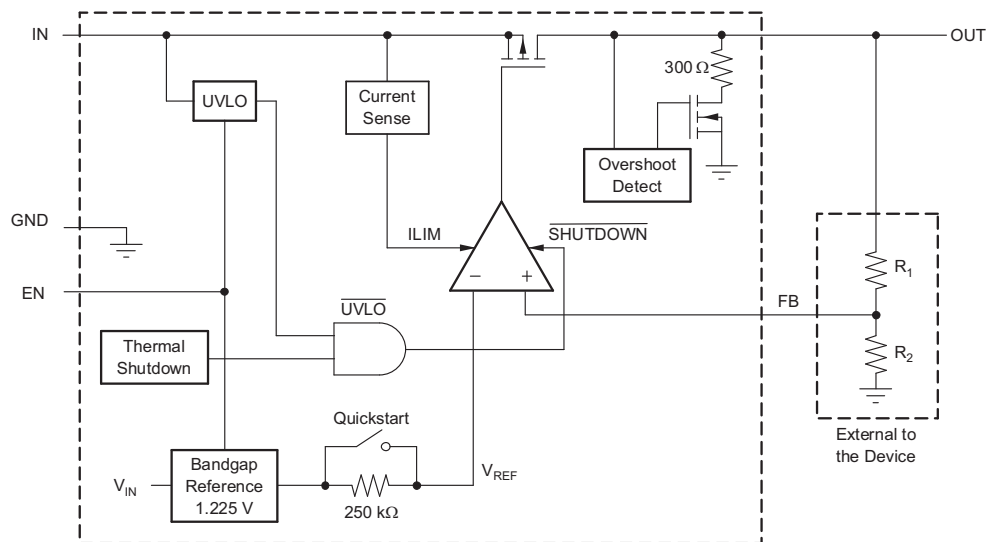 IN
OUT
300 Ω
UVLO
Current
Sense
Overshoot
Detect
GND
ILIM
SHUTDOWN
R1
EN
UVLO
FB
Thermal
Shutdown
R2
Quickstart
External to
the Device
VIN
Bandgap
Reference
1.225 V
VREF
250 kΩ
−
+